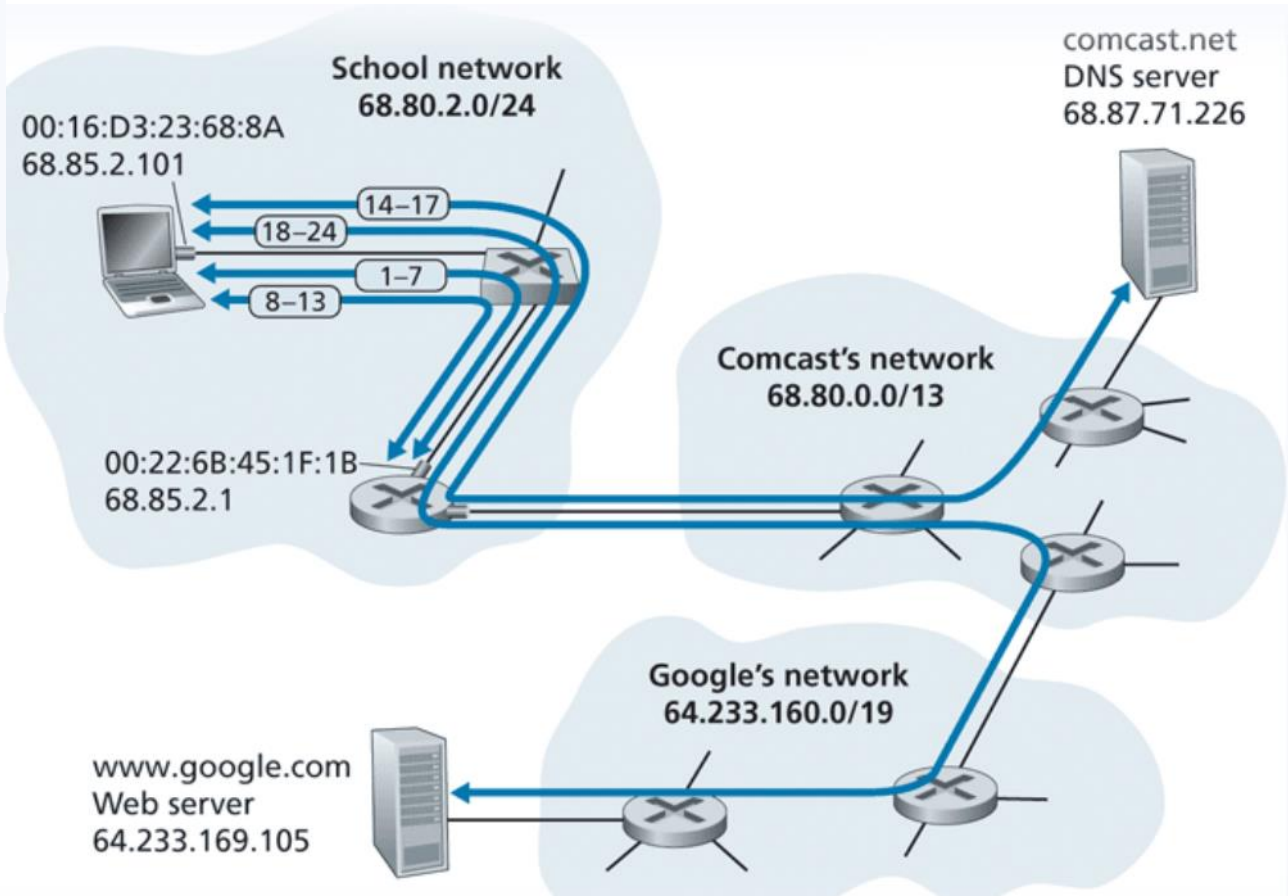 School network
68.80.2.0/24
comcast.net
DNS server
68.87.71.226
00:16:D3:23:68:8A
68.85.2.101
14–17
18–24
1–7
8–13
Comcast's network
68.80.0.0/13
00:22:6B:45:1F:1B
68.85.2.1
Google's network
64.233.160.0/19
www.google.com
Web server
64.233.169.105